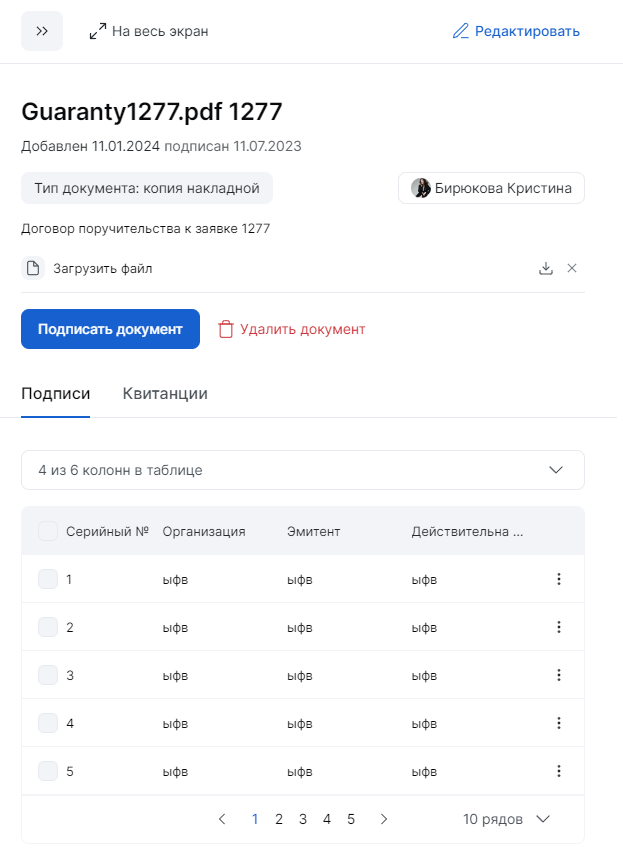 На весь экран
Редактировать
Guaranty1277.pdf 1277
Добавлен 11.01.2024 подписан 11.07.2023
Тип документа: копия накладной
Бирюкова Кристина
Договор поручительства к заявке 1277
Загрузить файл
Подписать документ
Удалить документ
Подписи Квитанции
4 из 6 колонн в таблице
Серийный № Организация Эмитент Действительна ...
1 ыфв ыфв ыфв
2 ыфв ыфв ыфв
3 ыфв ыфв ыфв
4 ыфв ыфв ыфв
5 ыфв ыфв ыфв
1 2 3 4 5 10 рядов